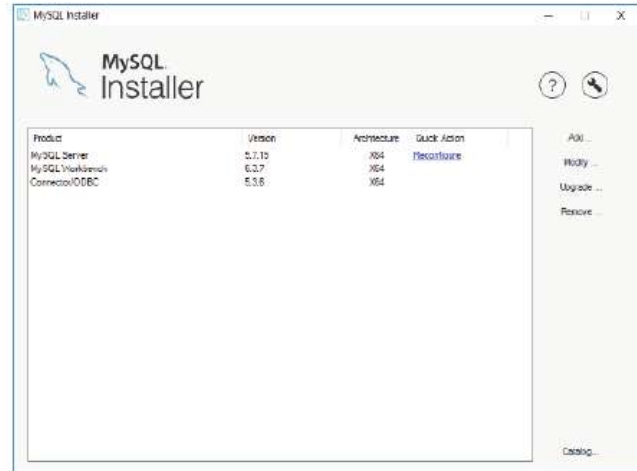 MySQL Installer
MySQL
Installer
?
Product Version Architecture Quick Action
MySQL Server 5.7.15 X64 Reconfigure
MySQL Workbench 6.3.7 X64
Connector/ODBC 5.3.6 X64
Add ...
Modify ...
Upgrade ...
Remove ...
Catalog...